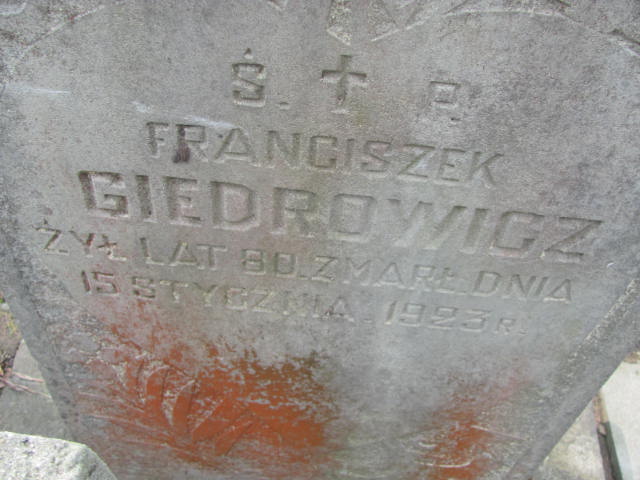 Ś. † P.
FRANCISZEK
GIEDROWICZ
ŻYŁ LAT 80. ZMARŁ DNIA
15 STYCZNIA. 1923 R.